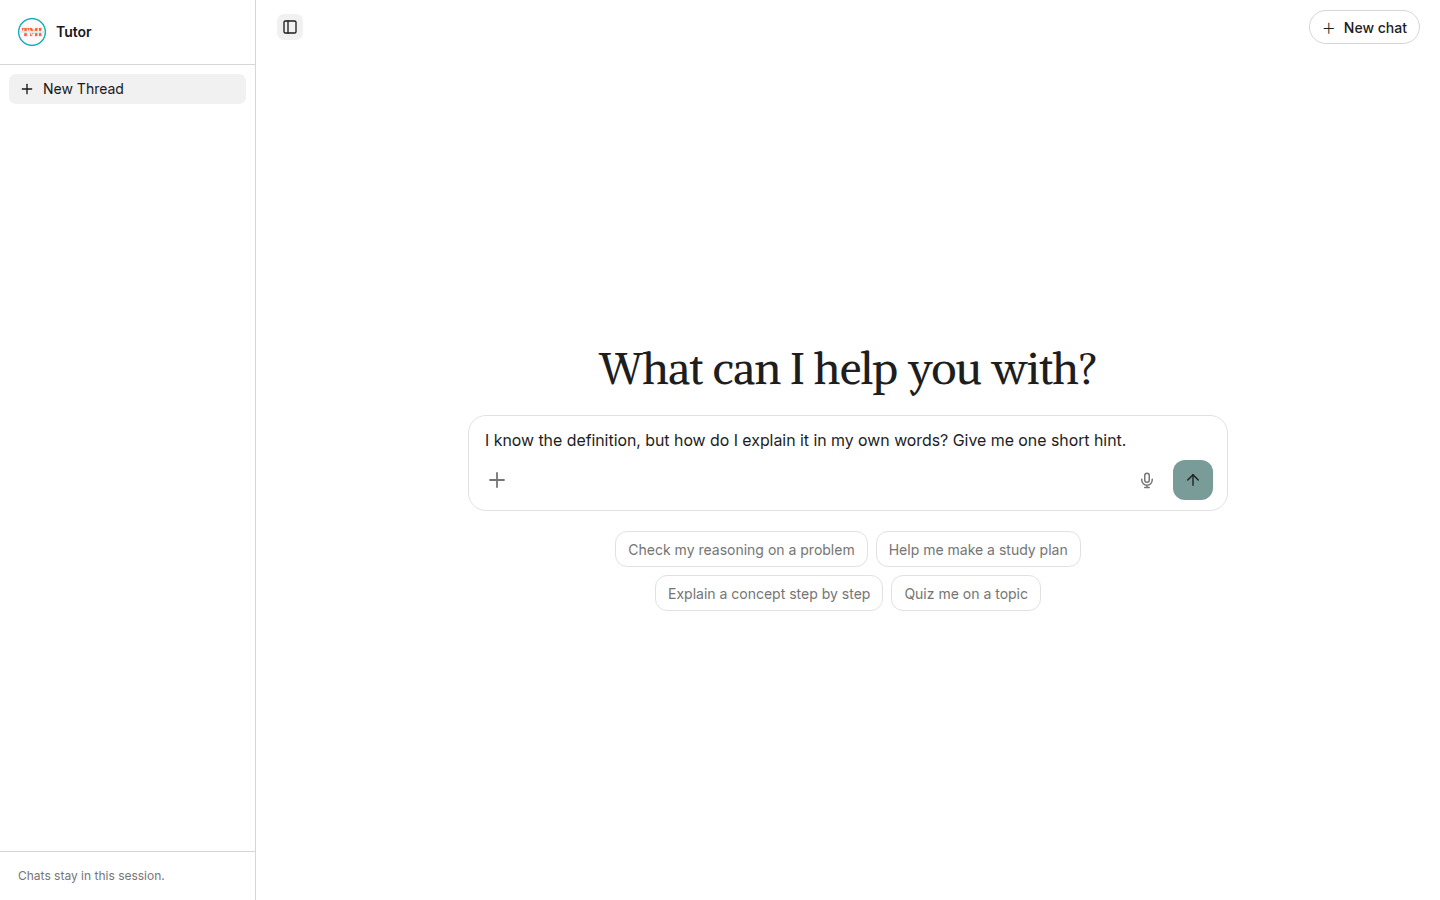 Tutor
New Thread
New chat
What can I help you with?
I know the definition, but how do I explain it in my own words? Give me one short hint.
Check my reasoning on a problem
Help me make a study plan
Explain a concept step by step
Quiz me on a topic
Chats stay in this session.